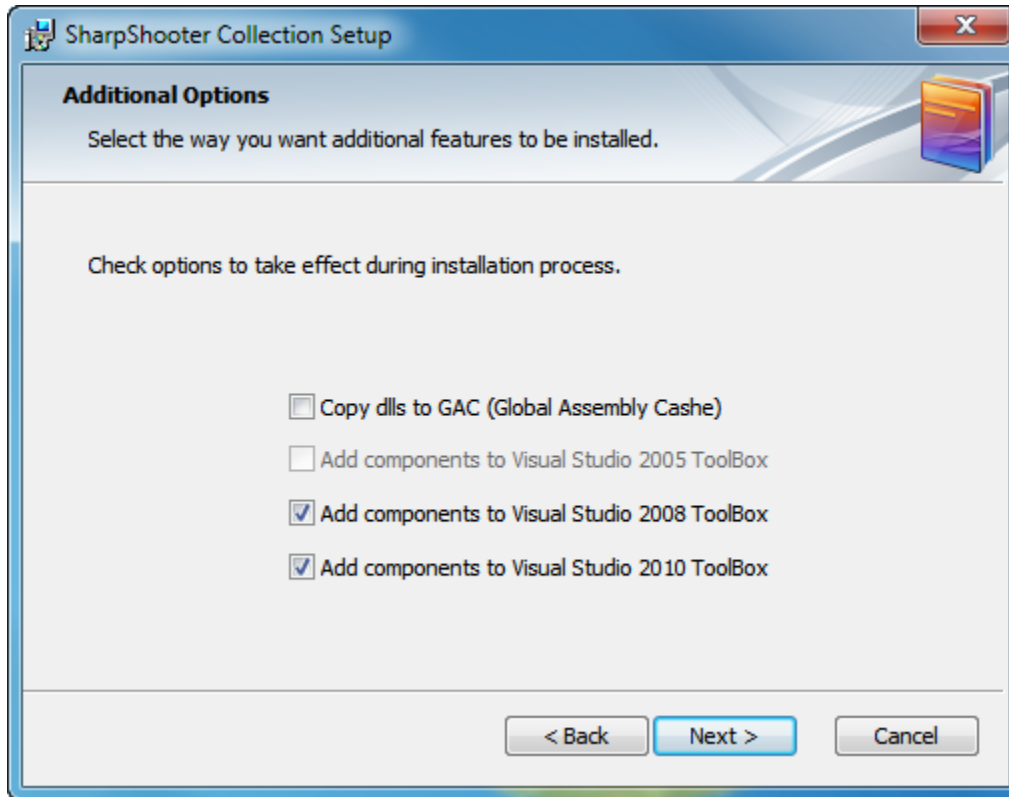 SharpShooter Collection Setup
Additional Options
Select the way you want additional features to be installed.
Check options to take effect during installation process.
Copy dlls to GAC (Global Assembly Cashe)
Add components to Visual Studio 2005 ToolBox
Add components to Visual Studio 2008 ToolBox
Add components to Visual Studio 2010 ToolBox
< Back Next > Cancel